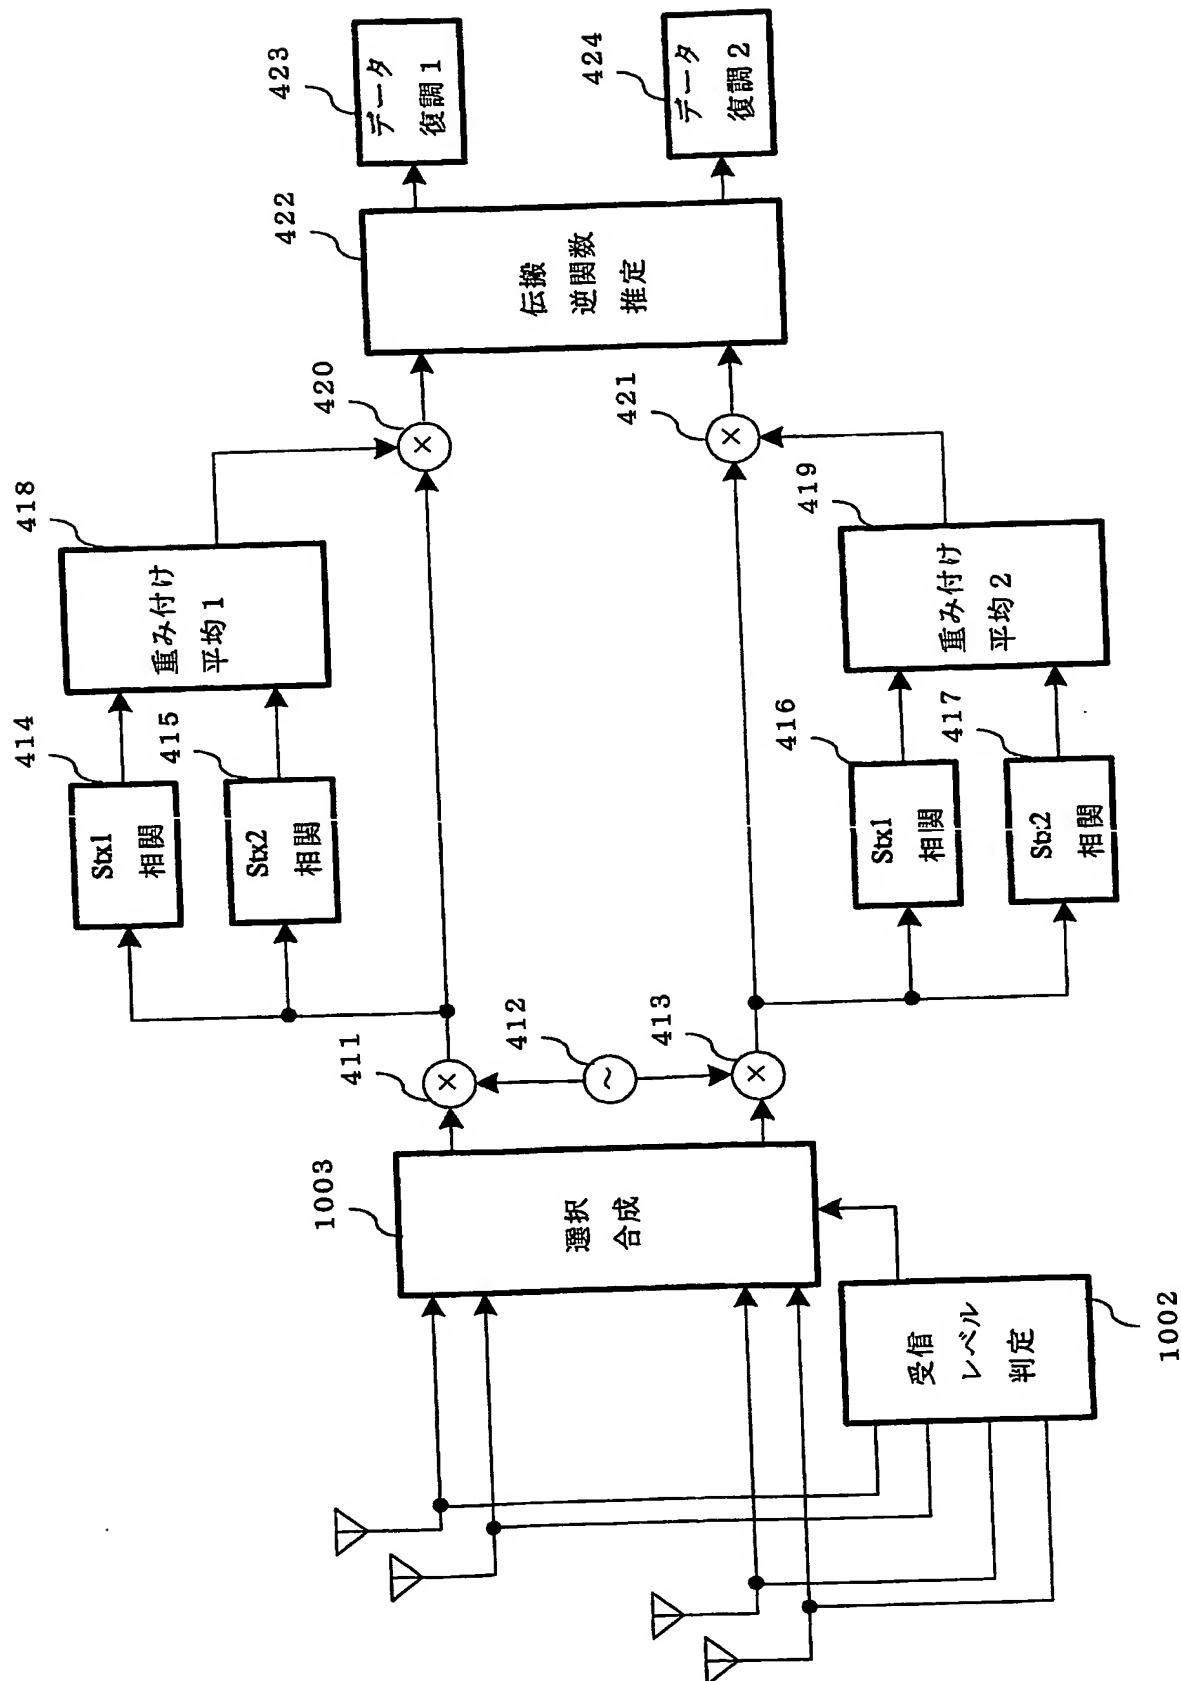 423
データ
復調1
424
データ
復調2
422
伝搬
逆関数
推定
420
421
418
重み付け
平均1
419
重み付け
平均2
414
Stx1
相関
415
Stx2
相関
416
Stx1
相関
417
Stx2
相関
411
×
412
~
413
×
×
×
1003
選択
合成
1002
受信
レベル
判定